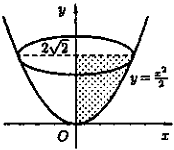 y
2√2
y = x²/2
O
x